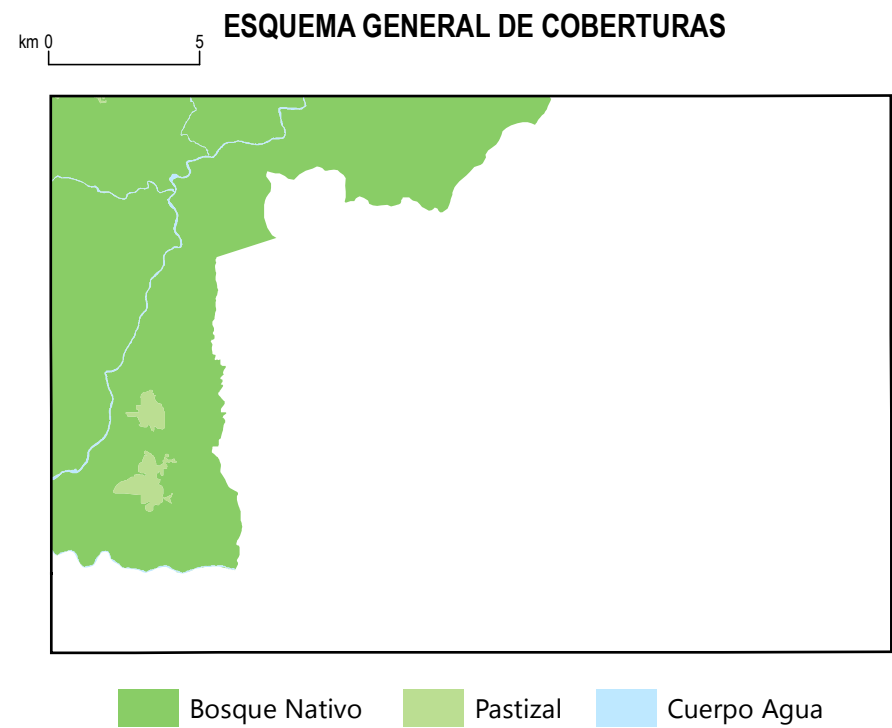 ESQUEMA GENERAL DE COBERTURAS
km 0 5
Bosque Nativo Pastizal Cuerpo Agua